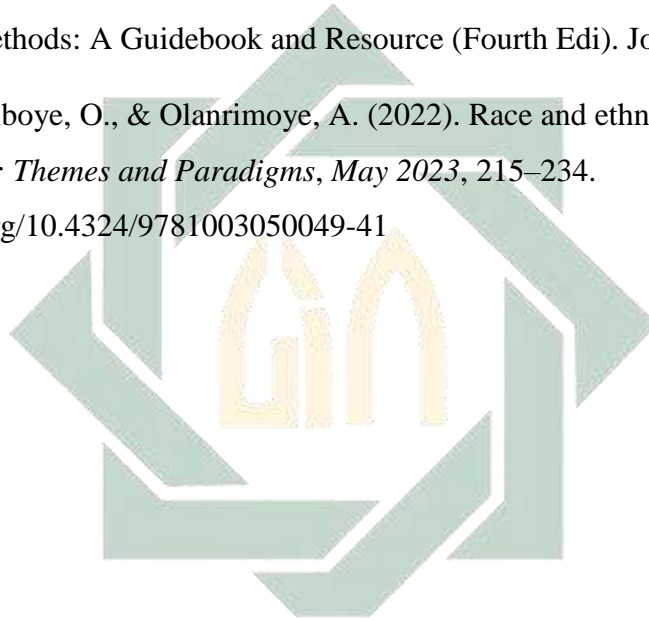 ethods: A Guidebook and Resource (Fourth Edi). Jo
boye, O., & Olanrimoye, A. (2022). Race and ethn
: Themes and Paradigms, May 2023, 215–234.
rg/10.4324/9781003050049-41